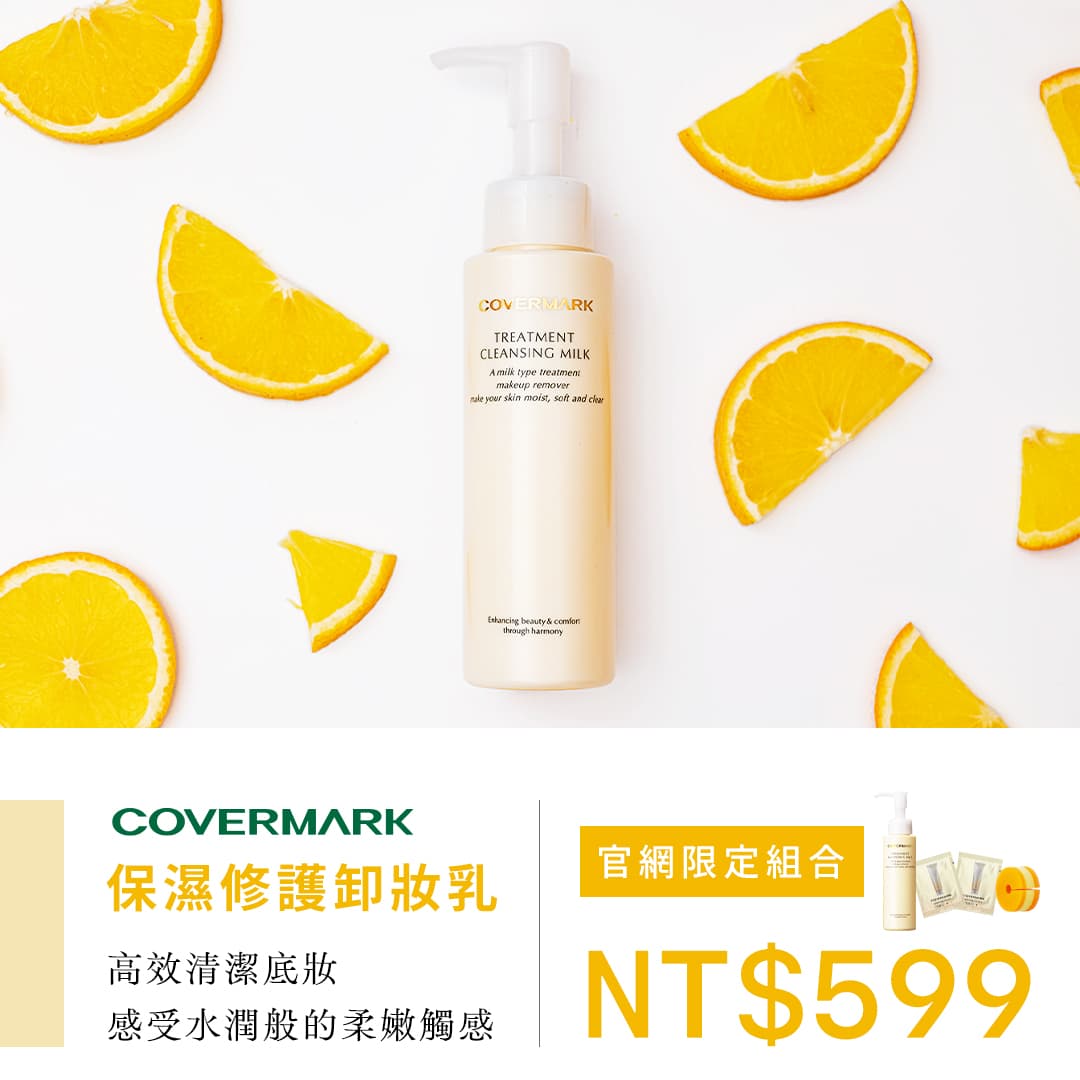 COVERMARK
TREATMENT
CLEANSING MILK
A milk type treatment
makeup remover
make your skin moist, soft and clear
Enhancing beauty & comfort
through harmony
COVERMARK
保濕修護卸妝乳
高效清潔底妝
感受水潤般的柔嫩觸感
官網限定組合
NT$599